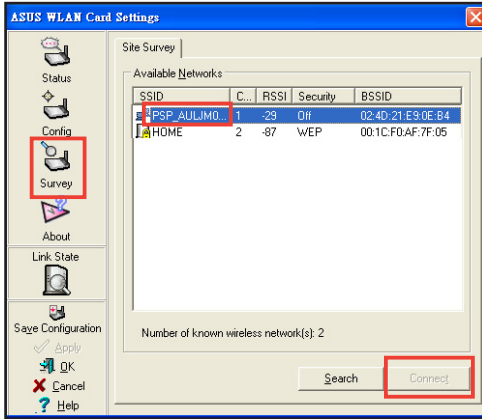 ASUS WLAN Card Settings
Status
Config
Survey
About
Link State
Save Configuration
Apply
OK
Cancel
Help
Site Survey
Available Networks
SSID C... RSSI Security BSSID
PSP_AULJM0... 1 -29 Off 02:4D:21:E9:0E:B4
HOME 2 -87 WEP 00:1C:F0:AF:7F:05
Number of known wireless network(s): 2
Search Connect